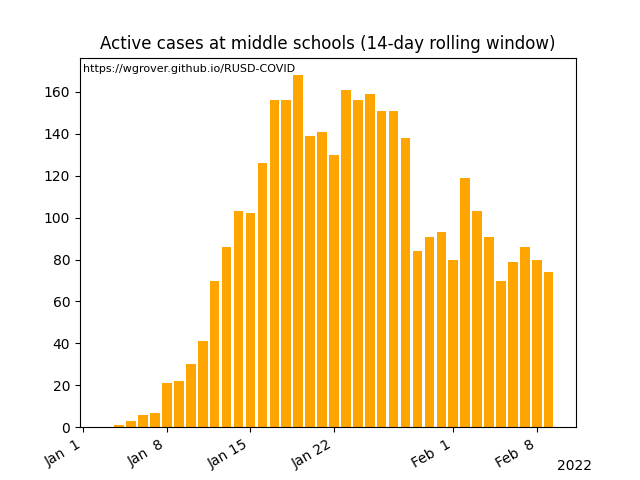 Active cases at middle schools (14-day rolling window)
https://wgrover.github.io/RUSD-COVID
160
140
120
100
80
60
40
20
0
Jan 1
Jan 8
Jan 15
Jan 22
Feb 1
Feb 8
2022